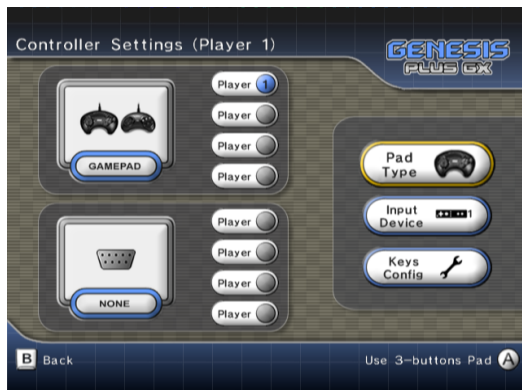 Controller Settings (Player 1)
GENESIS
PLUS GX
GAMEPAD
Player 1
Player
Player
Player
NONE
Player
Player
Player
Player
Pad
Type
Input
Device
1
Keys
Config
B Back
Use 3-buttons Pad A